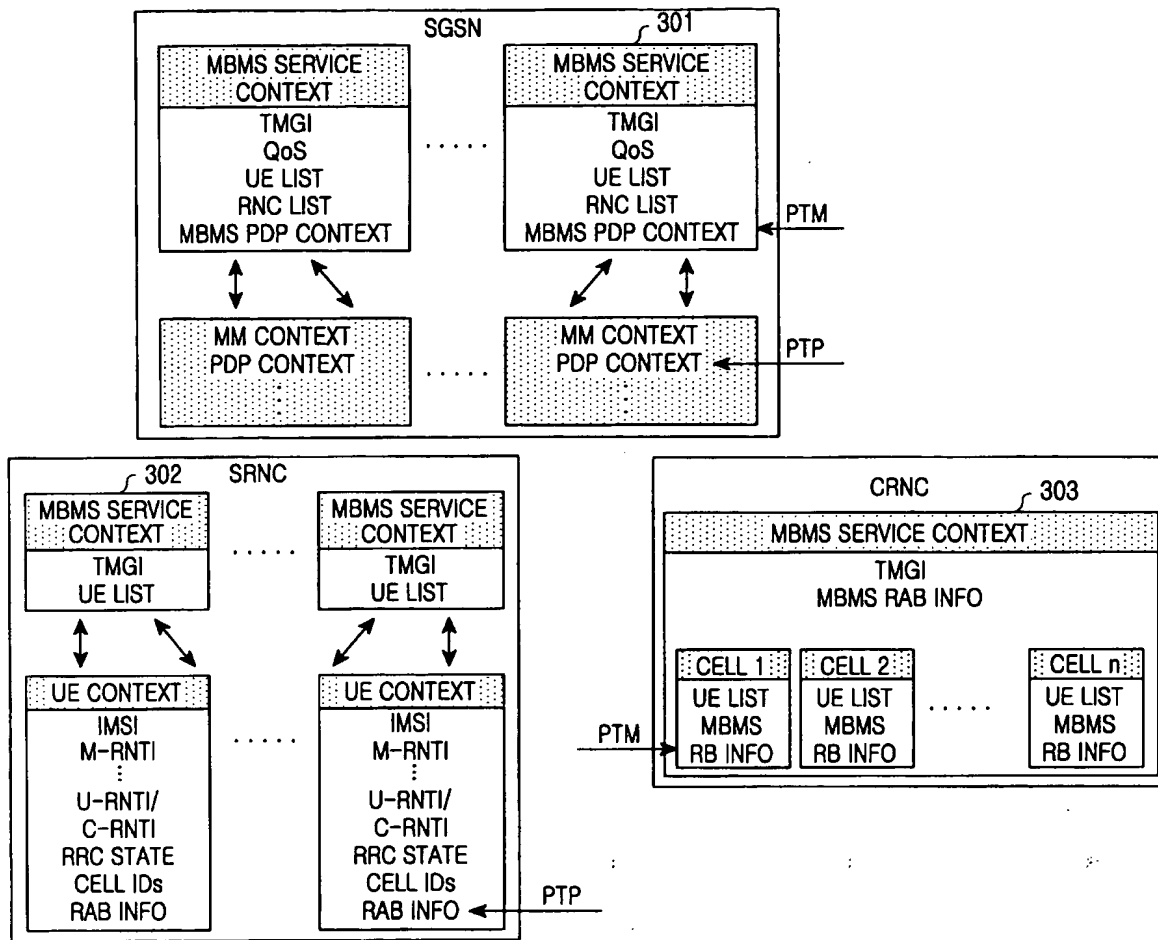 SGSN
301
MBMS SERVICE
CONTEXT
TMGI
QoS
UE LIST
RNC LIST
MBMS PDP CONTEXT
.....
MBMS SERVICE
CONTEXT
TMGI
QoS
UE LIST
RNC LIST
MBMS PDP CONTEXT
PTM
MM CONTEXT
PDP CONTEXT
.....
MM CONTEXT
PDP CONTEXT
PTP
302
SRNC
MBMS SERVICE
CONTEXT
TMGI
UE LIST
.....
MBMS SERVICE
CONTEXT
TMGI
UE LIST
UE CONTEXT
IMSI
M-RNTI
U-RNTI/
C-RNTI
RRC STATE
CELL IDs
RAB INFO
.....
UE CONTEXT
IMSI
M-RNTI
U-RNTI/
C-RNTI
RRC STATE
CELL IDs
RAB INFO
PTP
CRNC
303
MBMS SERVICE CONTEXT
TMGI
MBMS RAB INFO
CELL 1
UE LIST
MBMS
RB INFO
CELL 2
UE LIST
MBMS
RB INFO
.....
CELL n
UE LIST
MBMS
RB INFO
PTM